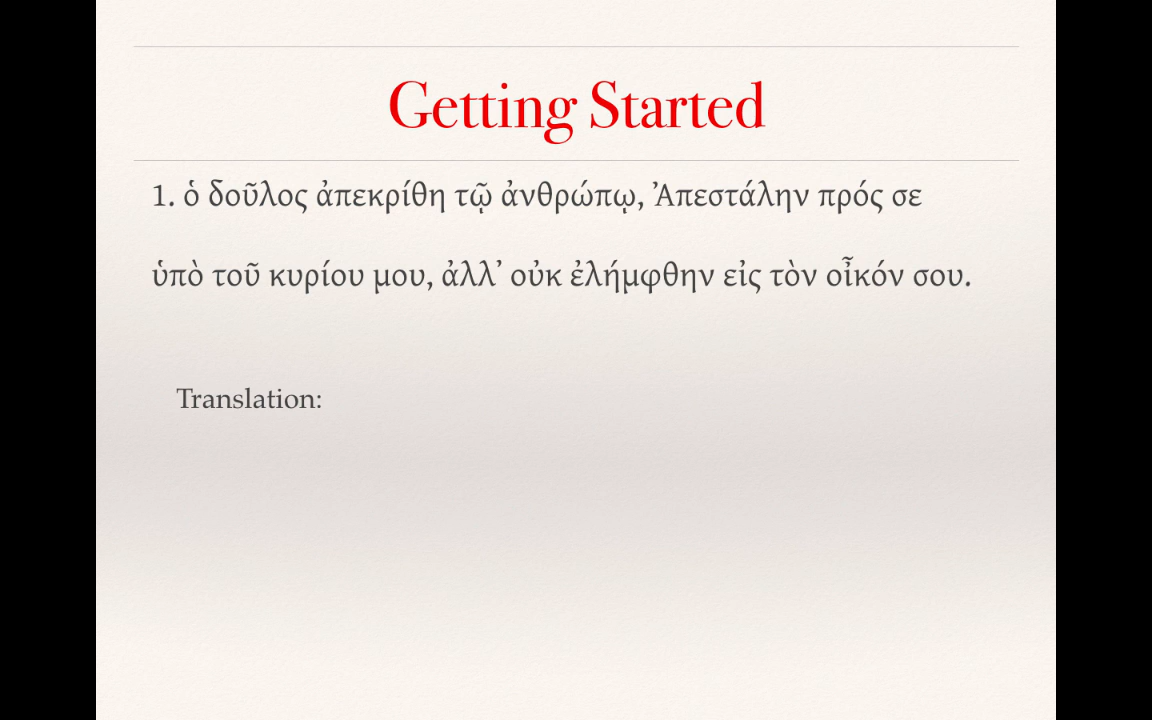 Getting Started
1. ὁ δοῦλος ἀπεκρίθη τῷ ἀνθρώπῳ, Ἀπεστάλην πρός σε
ὑπὸ τοῦ κυρίου μου, ἀλλ’ οὐκ ἐλήμφθην εἰς τὸν οἶκόν σου.
Translation: